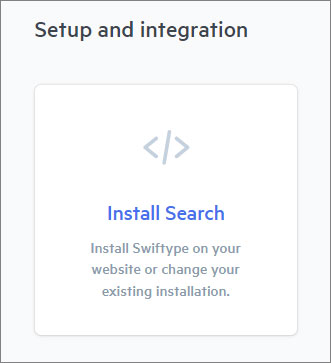 Setup and integration
</>
Install Search
Install Swiftype on your
website or change your
existing installation.